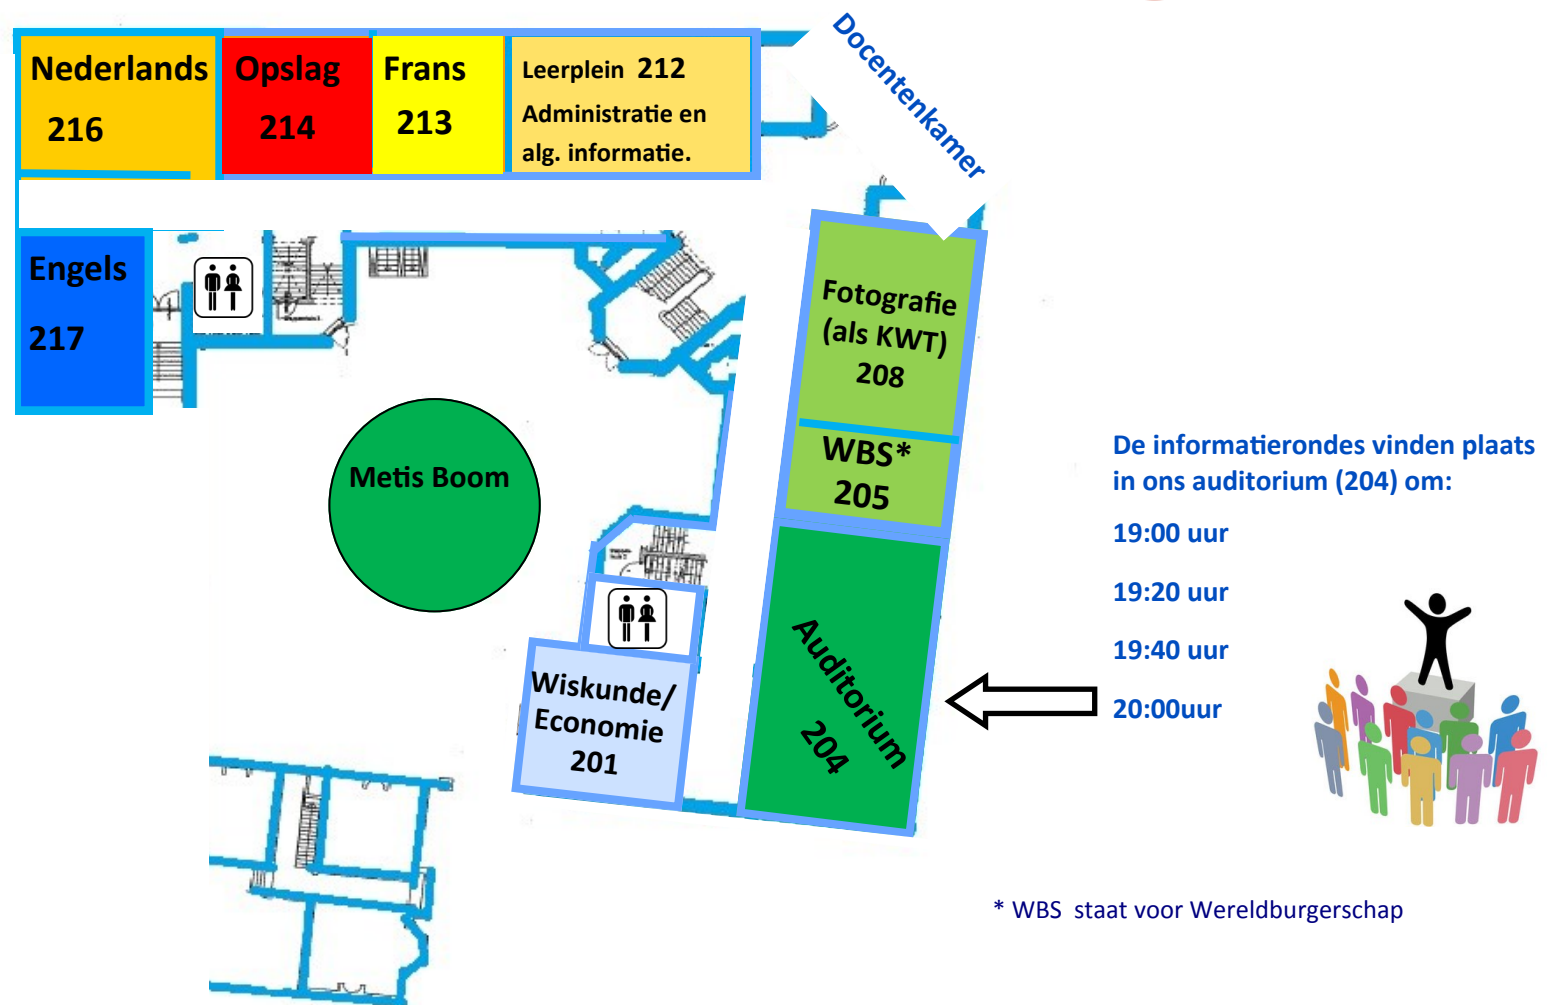 Nederlands
216
Opslag
214
Frans
213
Leerplein 212
Administratie en
alg. informatie.
Docentenkamer
Engels
217
Fotografie
(als KWT)
208
WBS*
205
Metis Boom
Auditorium
204
Wiskunde/
Economie
201
De informatierondes vinden plaats
in ons auditorium (204) om:
19:00 uur
19:20 uur
19:40 uur
20:00uur
* WBS staat voor Wereldburgerschap